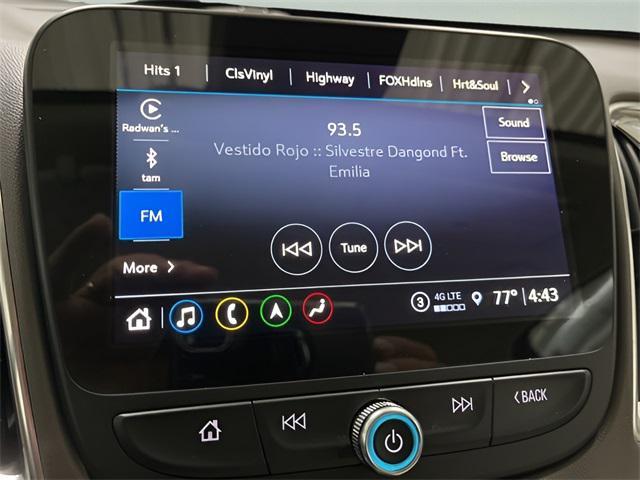 Hits 1 ClsVinyl Highway FOXHdlns Hrt&Soul
Radwan's ...
93.5
Sound
Vestido Rojo :: Silvestre Dangond Ft.
Emilia
Browse
tam
FM
Tune
More
3 4G LTE 77° 4:43
BACK